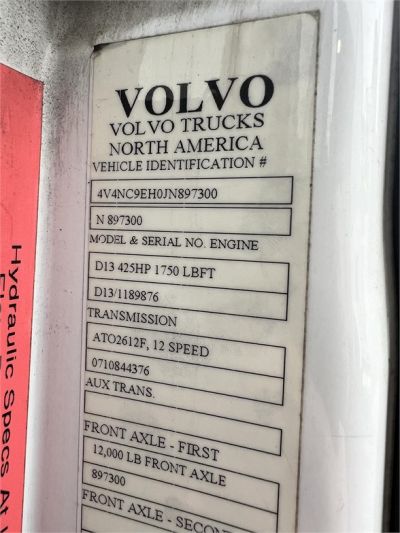 VOLVO
VOLVO TRUCKS
NORTH AMERICA
VEHICLE IDENTIFICATION #
4V4NC9EH0JN897300
N 897300
MODEL & SERIAL NO. ENGINE
D13 425HP 1750 LBFT
D13/1189876
TRANSMISSION
ATO2612F, 12 SPEED
0710844376
AUX TRANS.
FRONT AXLE - FIRST
12,000 LB FRONT AXLE
897300
FRONT AXLE - SECOND
Hydraulic Specs At